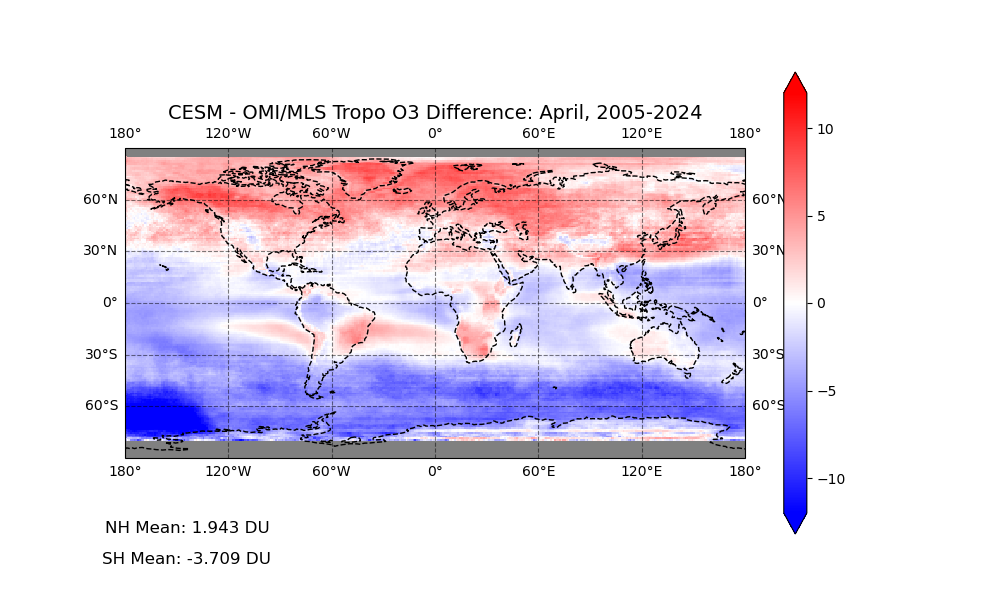 CESM - OMI/MLS Tropo O3 Difference: April, 2005-2024
180° 120°W 60°W 0° 60°E 120°E 180°
60°N 60°N
30°N 30°N
0° 0°
30°S 30°S
60°S 60°S
180° 120°W 60°W 0° 60°E 120°E 180°
10
5
0
−5
−10
NH Mean: 1.943 DU
SH Mean: -3.709 DU